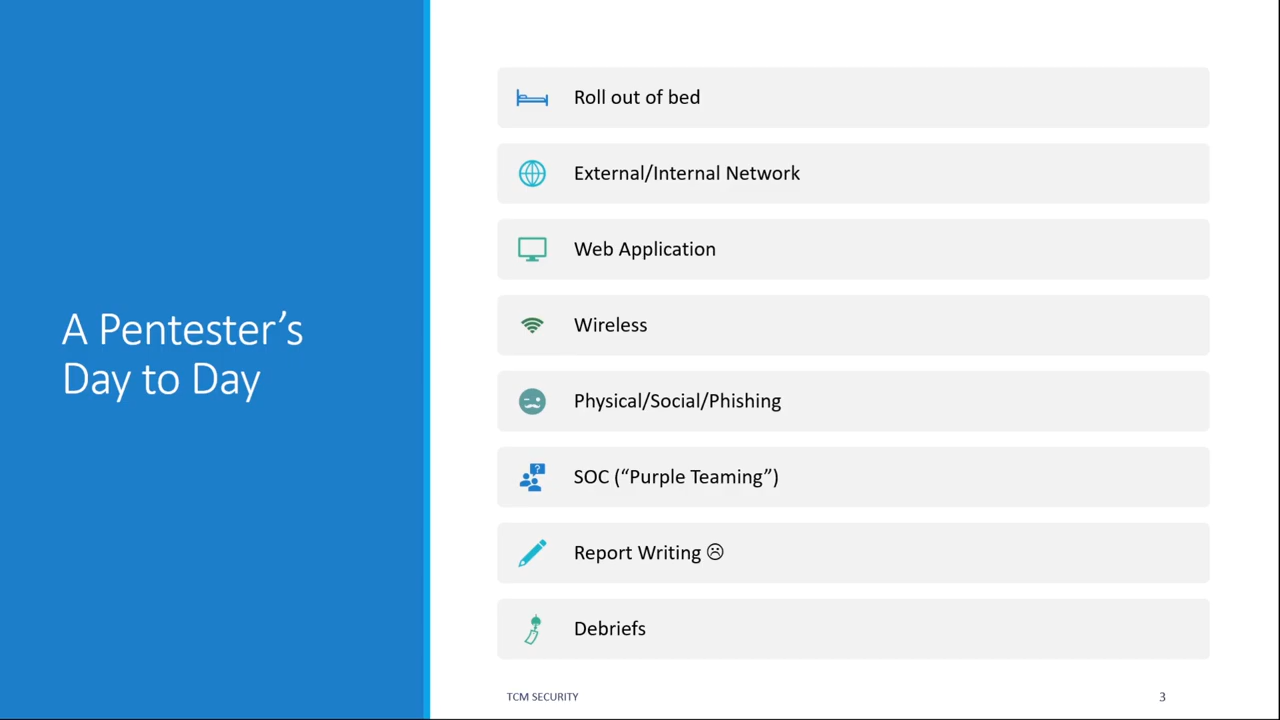 A Pentester’s
Day to Day
Roll out of bed
External/Internal Network
Web Application
Wireless
Physical/Social/Phishing
SOC (“Purple Teaming”)
Report Writing ☹
Debriefs
TCM SECURITY
3